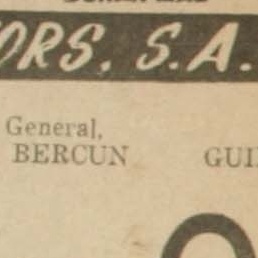 ORS. S.A.
General,
BERCUN GUI